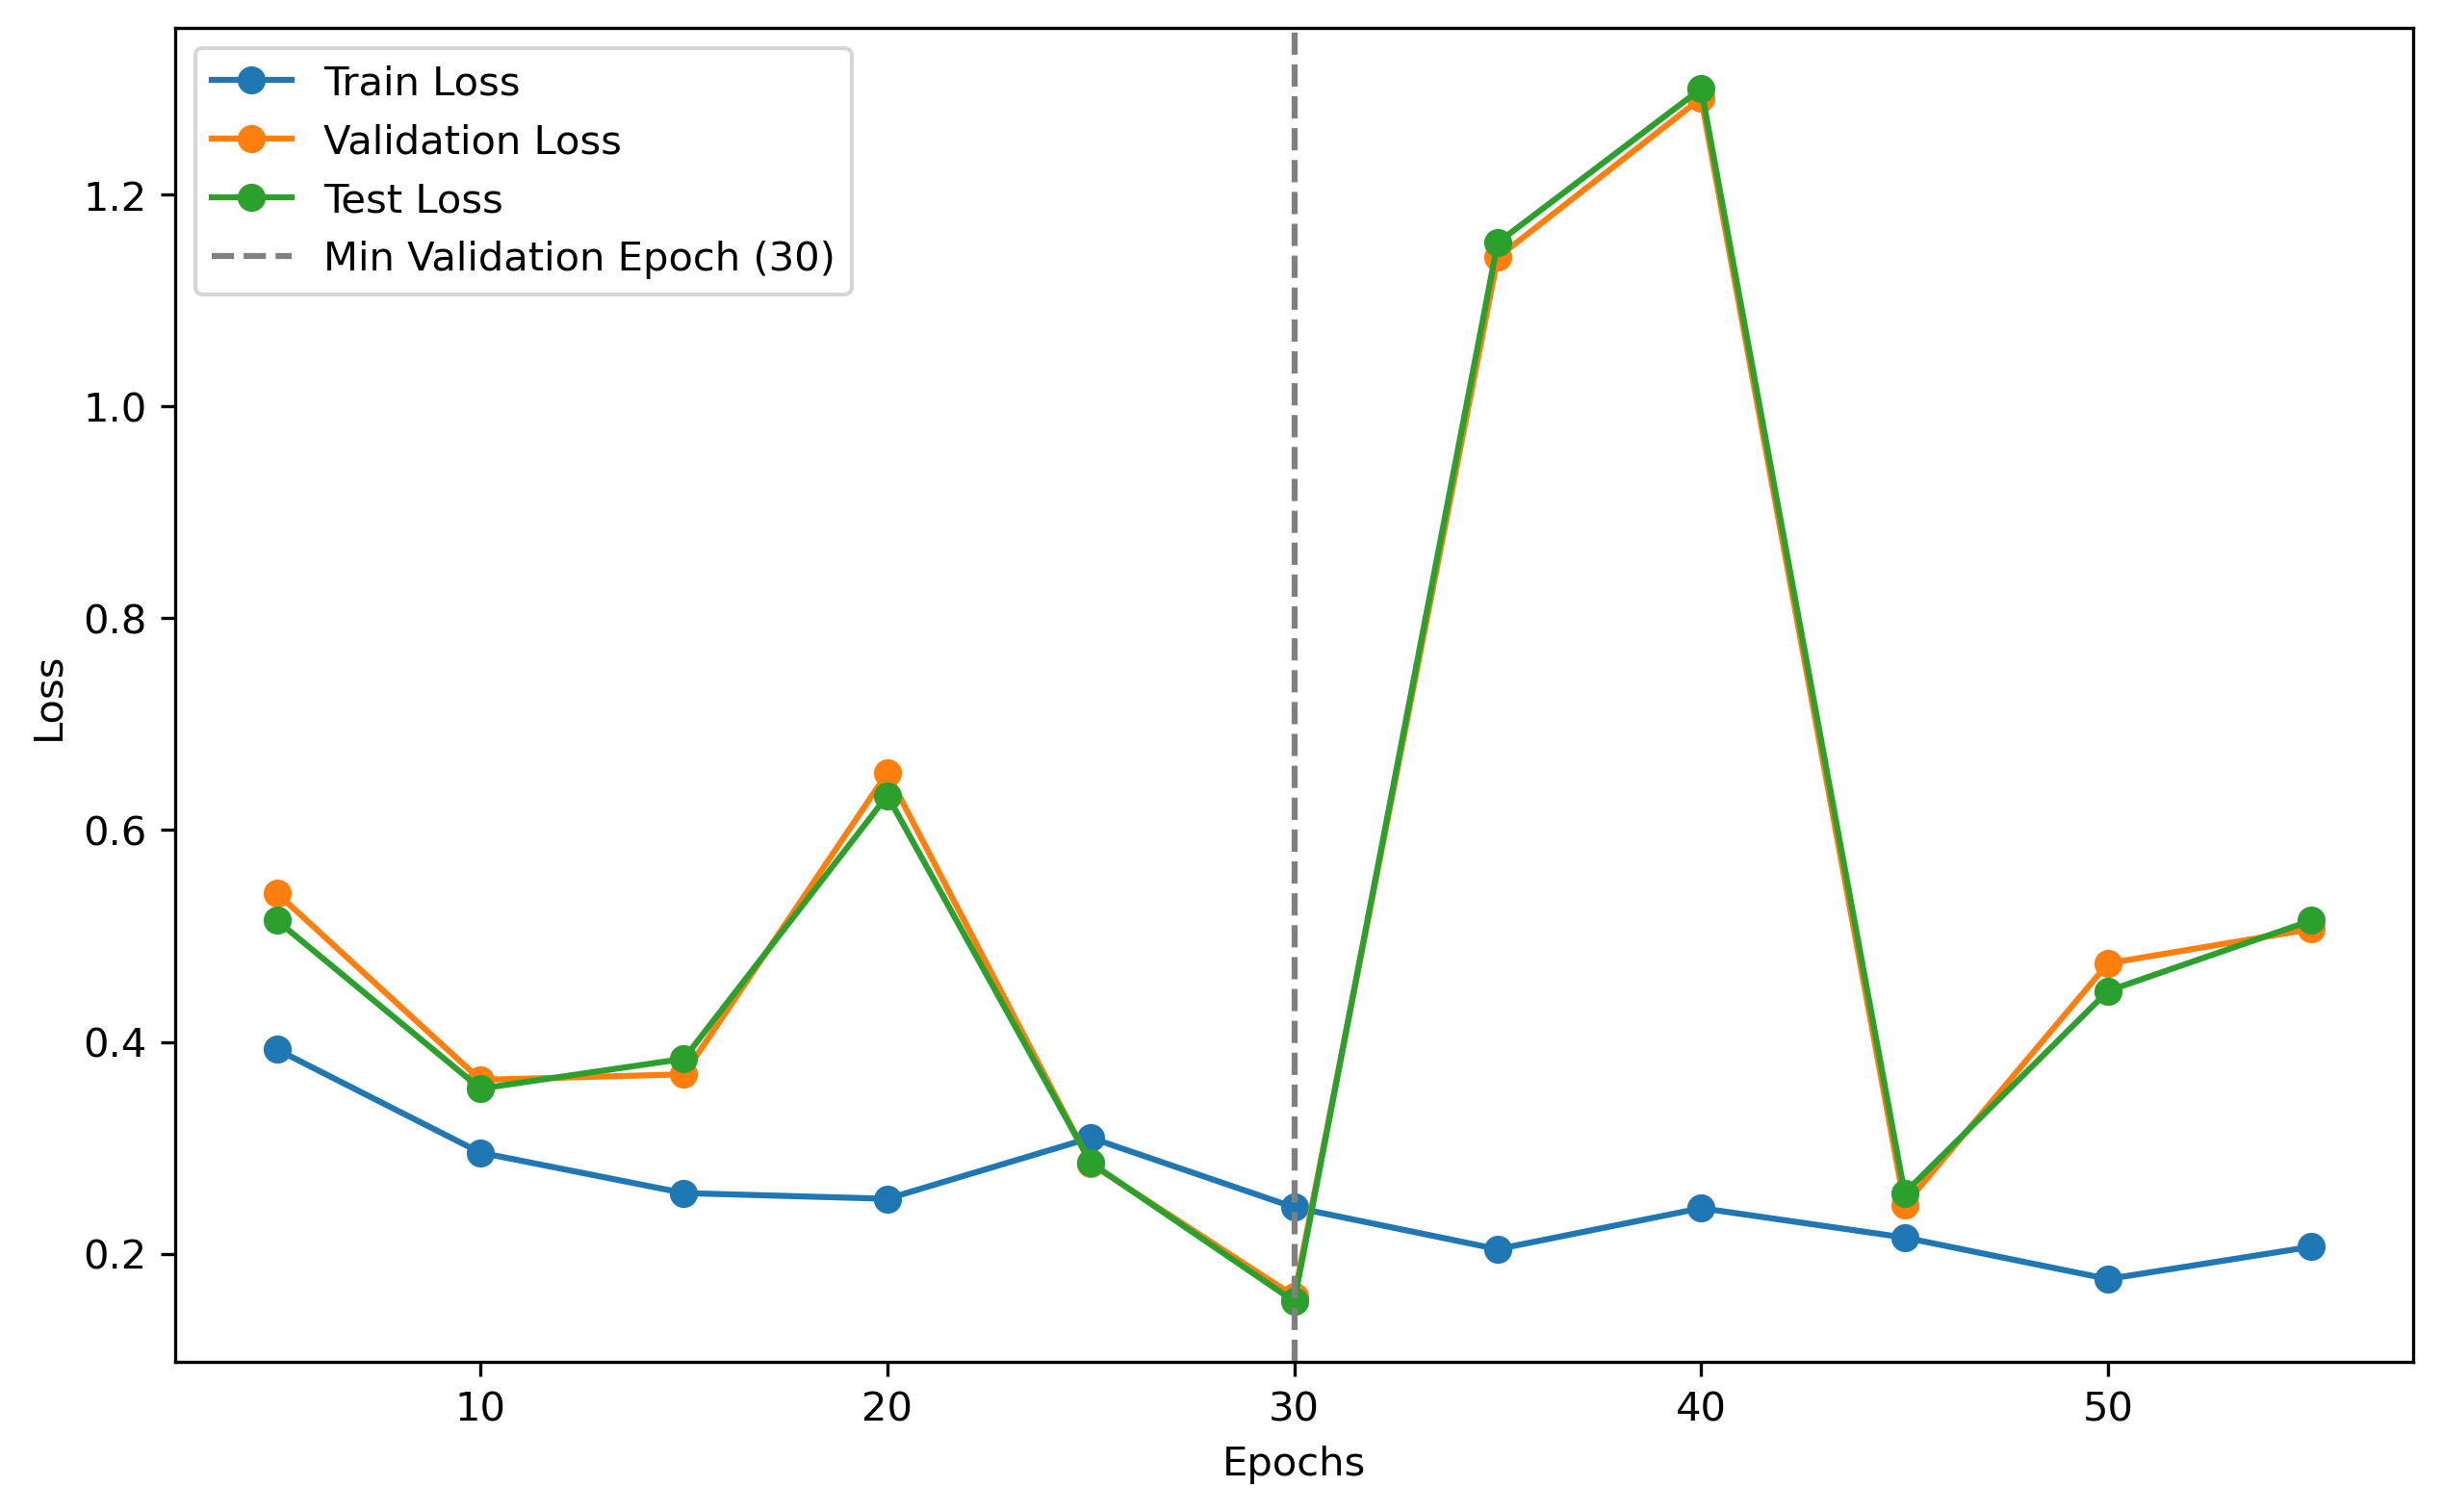 Train Loss
Validation Loss
Test Loss
Min Validation Epoch (30)
1.2
1.0
0.8
0.6
0.4
0.2
Loss
10 20 30 40 50
Epochs